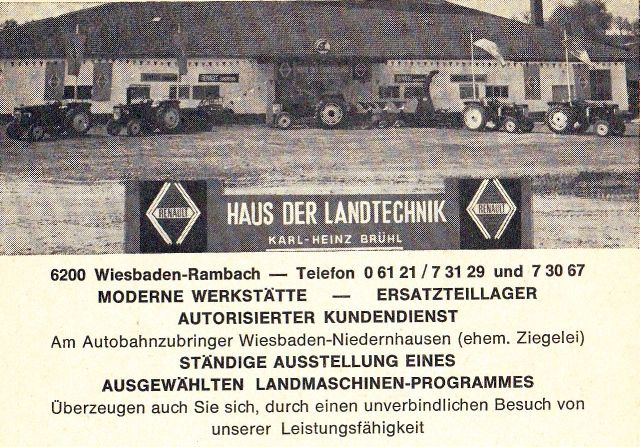 RENAULT HAUS DER LANDTECHNIK RENAULT
KARL-HEINZ BRÜHL
6200 Wiesbaden-Rambach — Telefon 0 61 21 / 7 31 29 und 7 30 67
MODERNE WERKSTÄTTE — ERSATZTEILLAGER
AUTORISIERTER KUNDENDIENST
Am Autobahnzubringer Wiesbaden-Niedernhausen (ehem. Ziegelei)
STÄNDIGE AUSSTELLUNG EINES
AUSGEWÄHLTEN LANDMASCHINEN-PROGRAMMES
Überzeugen auch Sie sich, durch einen unverbindlichen Besuch von
unserer Leistungsfähigkeit